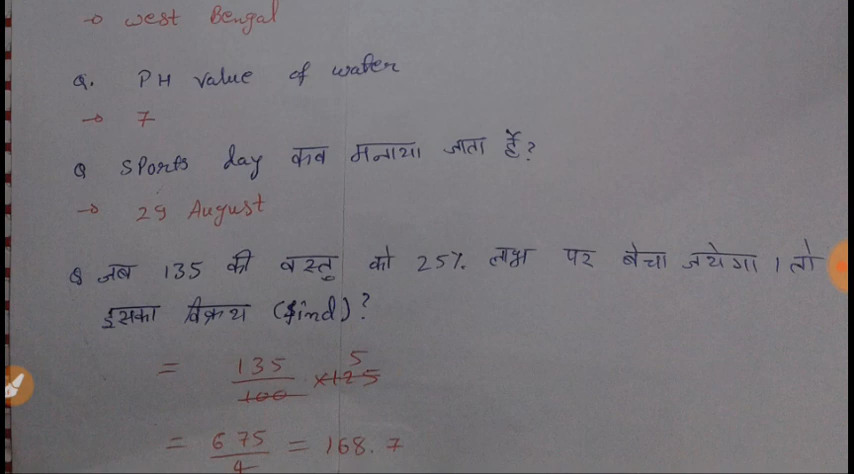 → west Bengal
Q. PH value of water
→ 7
Q sports day कब मनाया जाता हैं?
→ 29 August
Q जब 135 की वस्तु को 25% लाभ पर बेचा जयेगा । तो
इसका विक्रय (find)?
= 135/100 × 125 5
= 675/4 = 168.7